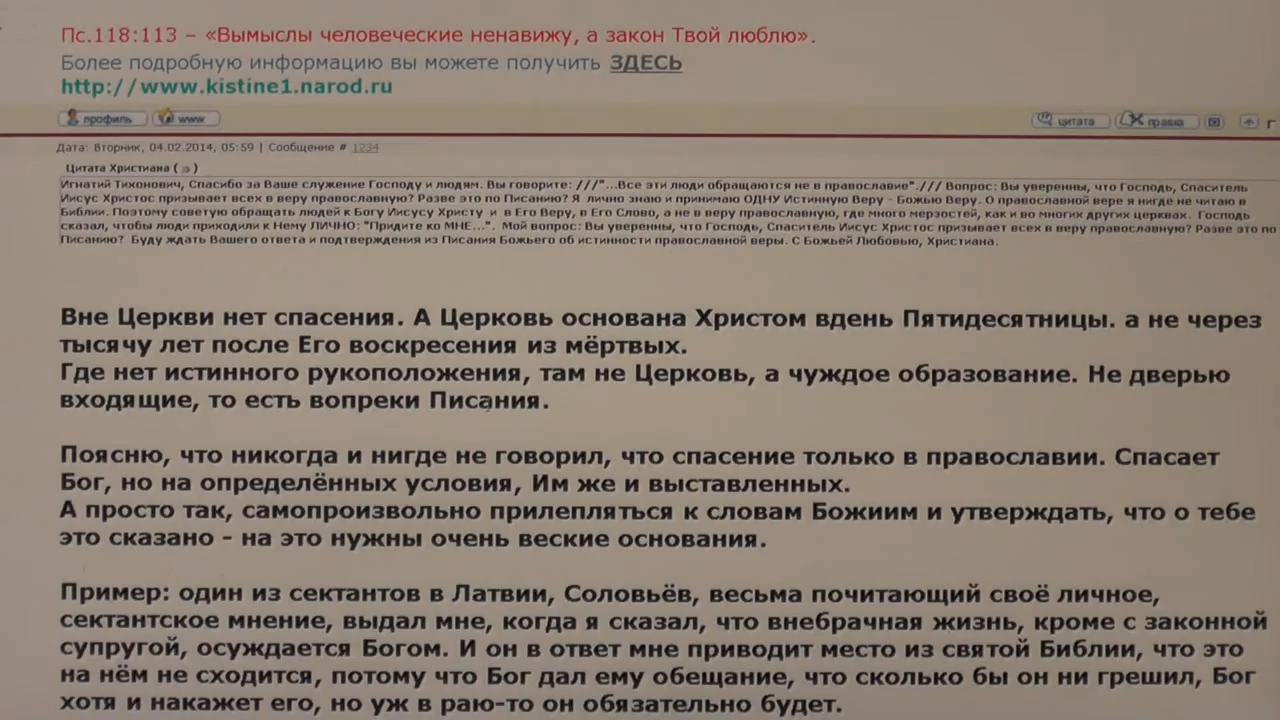 Пс.118:113 – «Вымыслы человеческие ненавижу, а закон Твой люблю».
Более подробную информацию вы можете получить ЗДЕСЬ
http://www.kistine1.narod.ru
профиль www цитата правка
Дата: Вторник, 04.02.2014, 05:59 | Сообщение # 1234
Цитата Христиана ( )
Игнатий Тихонович, Спасибо за Ваше служение Господу и людям. Вы говорите: ///"...Все эти люди обращаются не в православие"./// Вопрос: Вы уверенны, что Господь, Спаситель
Иисус Христос призывает всех в веру православную? Разве это по Писанию? Я лично знаю и принимаю ОДНУ Истинную Веру - Божью Веру. О православной вере я нигде не читаю в
Библии. Поэтому советую обращать людей к Богу Иисусу Христу и в Его Веру, в Его Слово, а не в веру православную, где много мерзостей, как и во многих других церквах. Господь
сказал, чтобы люди приходили к Нему ЛИЧНО: "Придите ко МНЕ...". Мой вопрос: Вы уверенны, что Господь, Спаситель Иисус Христос призывает всех в веру православную? Разве это по
Писанию? Буду ждать Вашего ответа и подтверждения из Писания Божьего об истинности православной веры. С Божьей Любовью, Христиана.
Вне Церкви нет спасения. А Церковь основана Христом вдень Пятидесятницы. а не через
тысячу лет после Его воскресения из мёртвых.
Где нет истинного рукоположения, там не Церковь, а чуждое образование. Не дверью
входящие, то есть вопреки Писания.
Поясню, что никогда и нигде не говорил, что спасение только в православии. Спасает
Бог, но на определённых условия, Им же и выставленных.
А просто так, самопроизвольно прилепляться к словам Божиим и утверждать, что о тебе
это сказано - на это нужны очень веские основания.
Пример: один из сектантов в Латвии, Соловьёв, весьма почитающий своё личное,
сектантское мнение, выдал мне, когда я сказал, что внебрачная жизнь, кроме с законной
супругой, осуждается Богом. И он в ответ мне приводит место из святой Библии, что это
на нём не сходится, потому что Бог дал ему обещание, что сколько бы он ни грешил, Бог
хотя и накажет его, но уж в раю-то он обязательно будет.